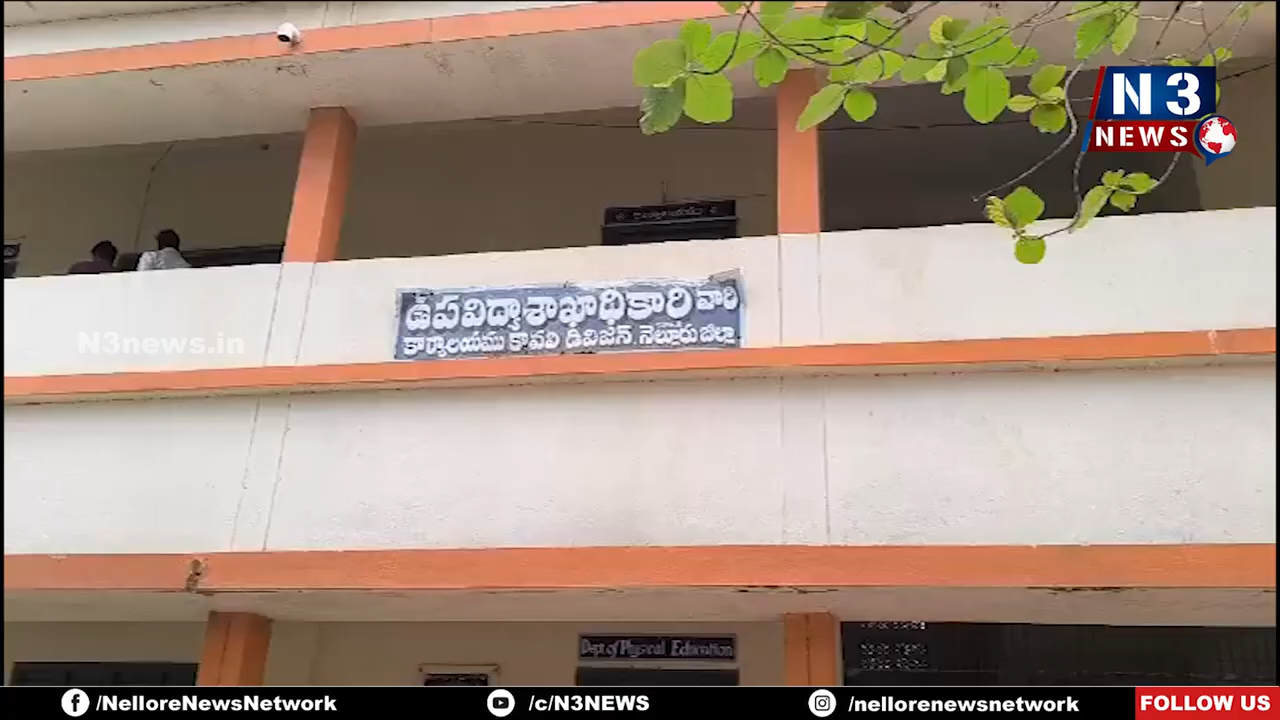 N3
NEWS
ఉపవిద్యాశాఖాధికారి వారి
కార్యాలయము కావలి డివిజన్, నెల్లూరు జిల్లా
N3news.in
Dept of Physical Education
/NelloreNewsNetwork
/c/N3NEWS
/nellorenewsnetwork
FOLLOW US